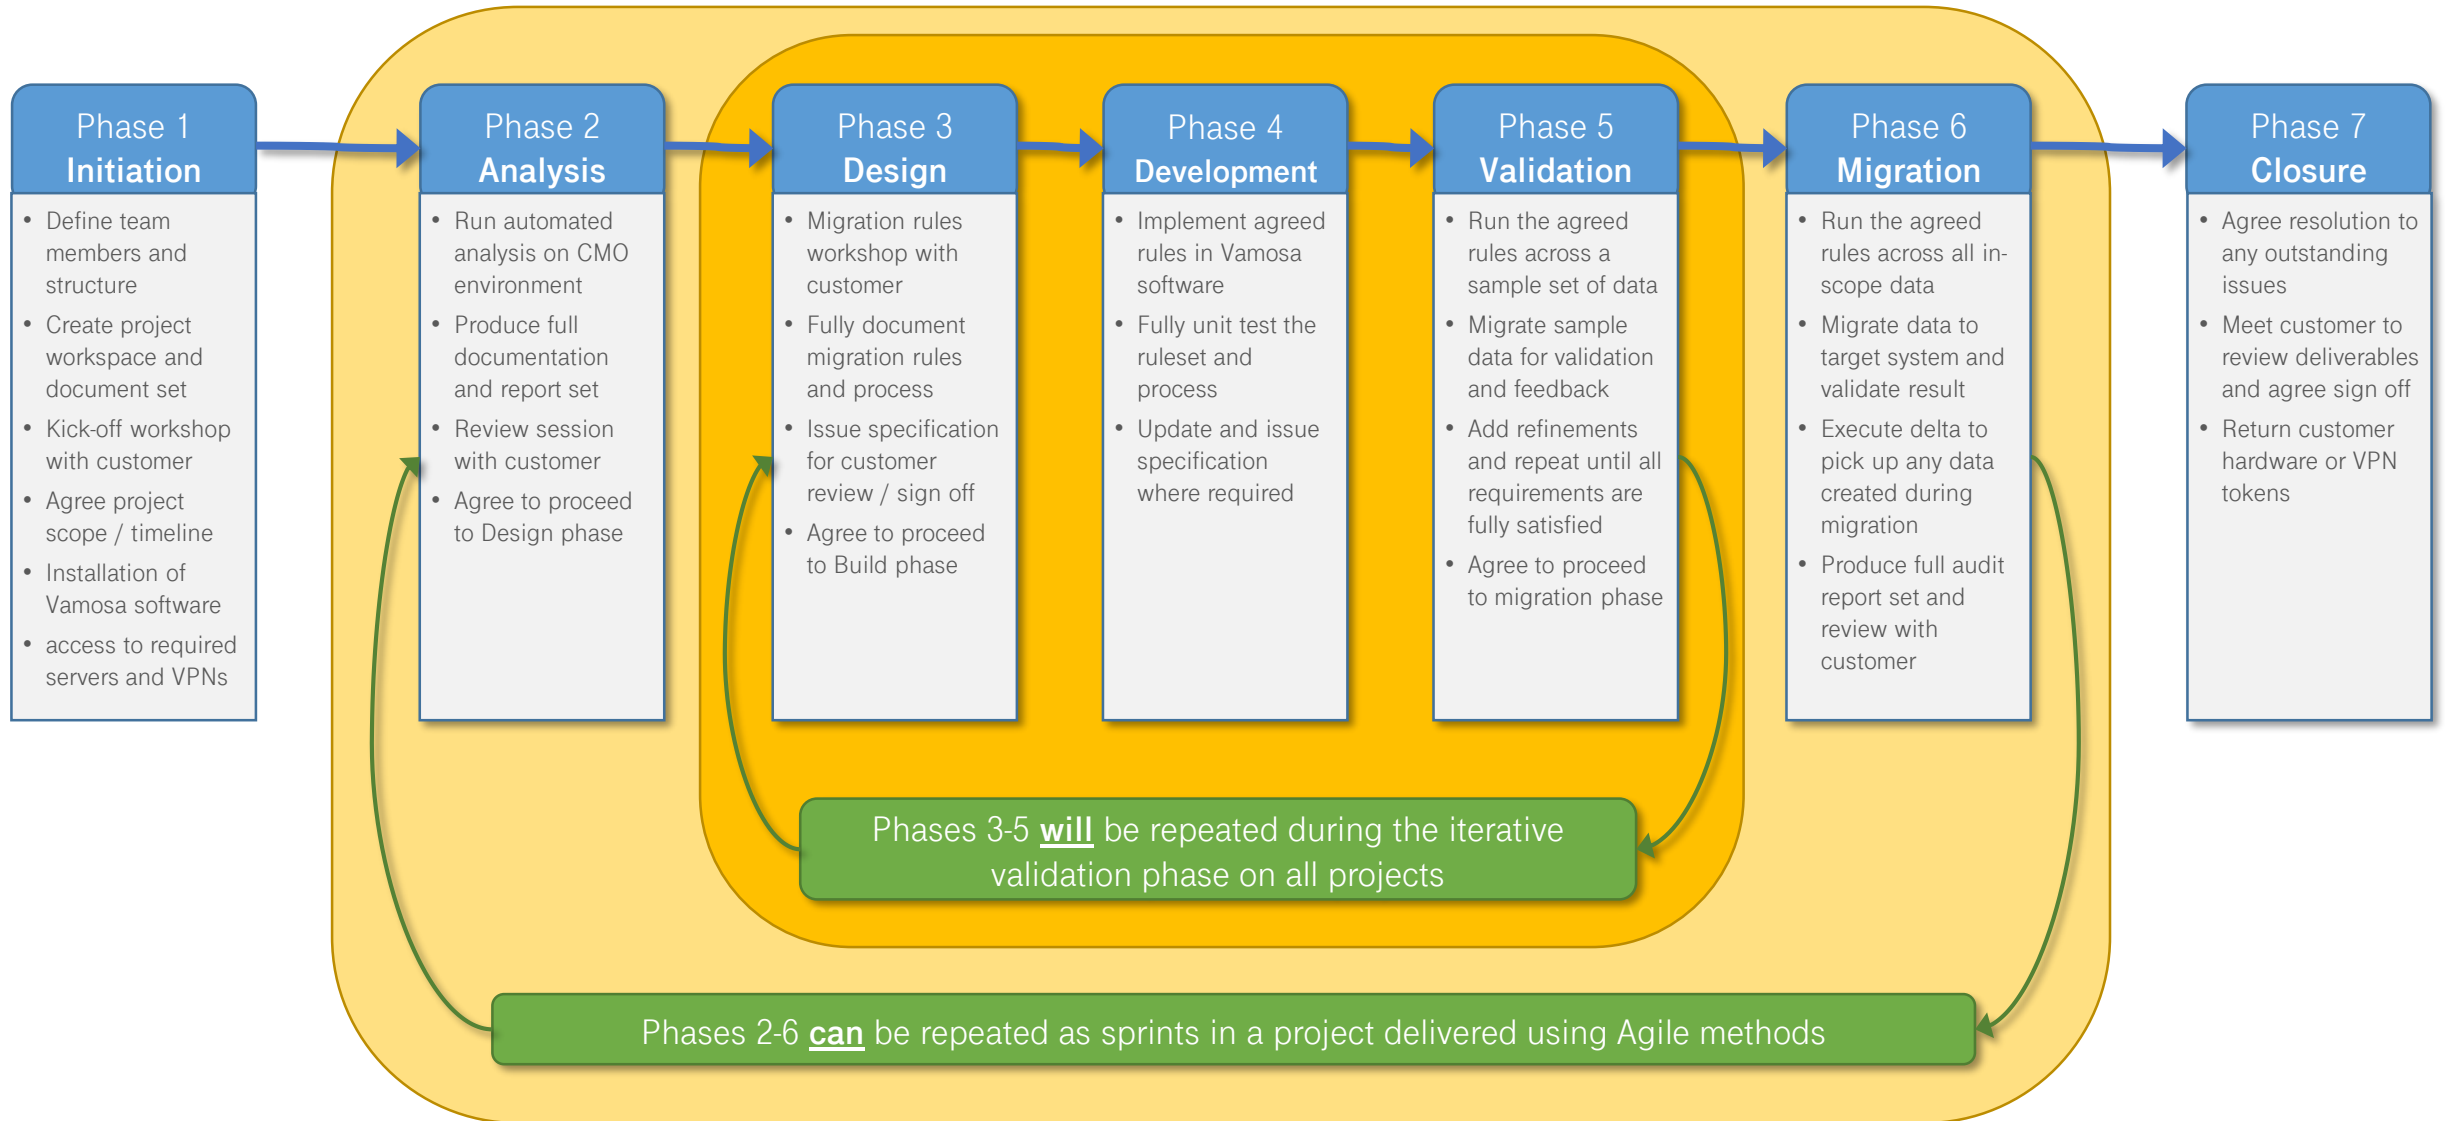 Phase 1
Initiation
• Define team
members and
structure
• Create project
workspace and
document set
• Kick-off workshop
with customer
• Agree project
scope / timeline
• Installation of
Vamosa software
• access to required
servers and VPNs
Phase 2
Analysis
• Run automated
analysis on CMO
environment
• Produce full
documentation
and report set
• Review session
with customer
• Agree to proceed
to Design phase
Phase 3
Design
• Migration rules
workshop with
customer
• Fully document
migration rules
and process
• Issue specification
for customer
review / sign off
• Agree to proceed
to Build phase
Phase 4
Development
• Implement agreed
rules in Vamosa
software
• Fully unit test the
ruleset and
process
• Update and issue
specification
where required
Phase 5
Validation
• Run the agreed
rules across a
sample set of data
• Migrate sample
data for validation
and feedback
• Add refinements
and repeat until all
requirements are
fully satisfied
• Agree to proceed
to migration phase
Phase 6
Migration
• Run the agreed
rules across all in-
scope data
• Migrate data to
target system and
validate result
• Execute delta to
pick up any data
created during
migration
• Produce full audit
report set and
review with
customer
Phase 7
Closure
• Agree resolution to
any outstanding
issues
• Meet customer to
review deliverables
and agree sign off
• Return customer
hardware or VPN
tokens
Phases 3-5 will be repeated during the iterative
validation phase on all projects
Phases 2-6 can be repeated as sprints in a project delivered using Agile methods